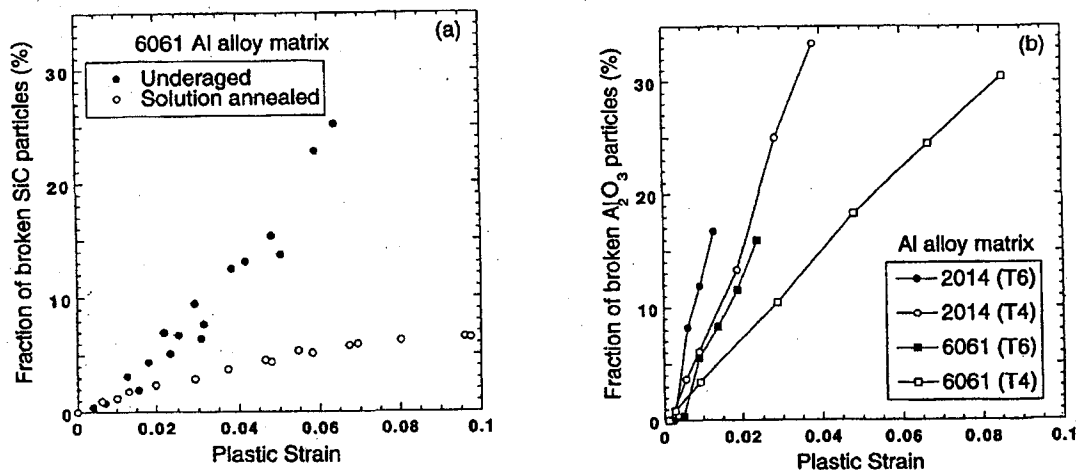 (a)
6061 Al alloy matrix
Underaged
Solution annealed
Fraction of broken SiC particles (%)
30
20
10
0
0 0.02 0.04 0.06 0.08 0.1
Plastic Strain
(b)
Fraction of broken Al2O3 particles (%)
30
20
10
0
Al alloy matrix
2014 (T6)
2014 (T4)
6061 (T6)
6061 (T4)
0 0.02 0.04 0.06 0.08 0.1
Plastic Strain